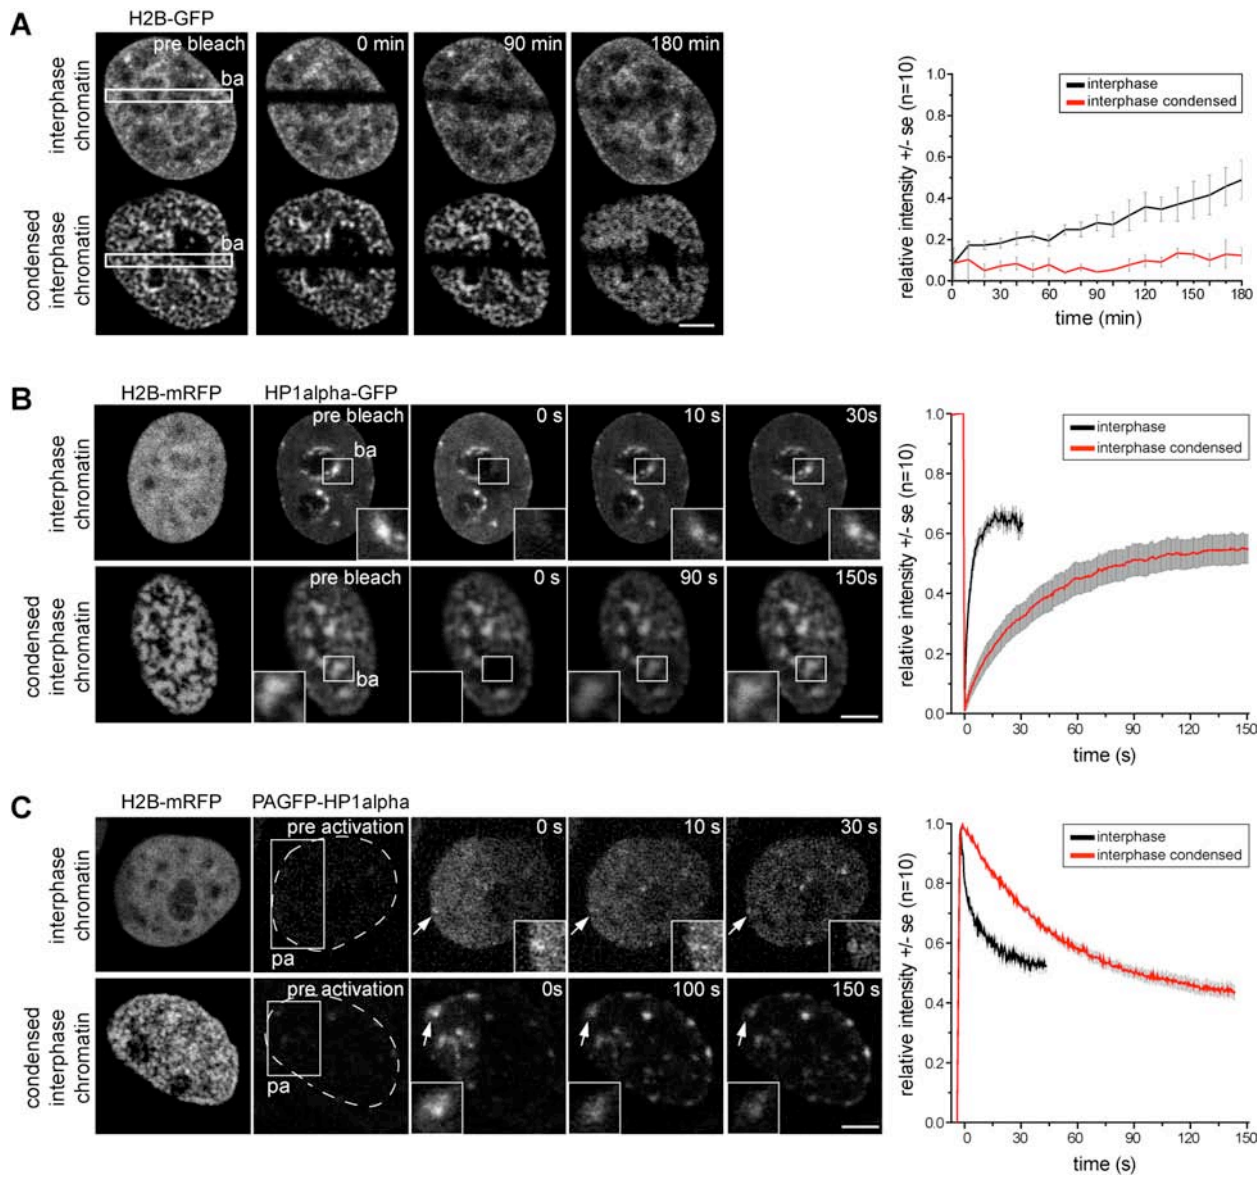 A
H2B-GFP
pre bleach
0 min
90 min
180 min
ba
interphase
chromatin
ba
condensed
interphase
chromatin
relative intensity +/- se (n=10)
1.0
0.8
0.6
0.4
0.2
0.0
interphase
interphase condensed
0 30 60 90 120 150 180
time (min)
B
H2B-mRFP
HP1alpha-GFP
pre bleach
0 s
10 s
30s
ba
interphase
chromatin
pre bleach
0 s
90 s
150s
ba
condensed
interphase
chromatin
relative intensity +/- se (n=10)
1.0
0.8
0.6
0.4
0.2
0.0
interphase
interphase condensed
0 30 60 90 120 150
time (s)
C
H2B-mRFP
PAGFP-HP1alpha
pre activation
0 s
10 s
30 s
pa
interphase
chromatin
pre activation
0s
100 s
150 s
pa
condensed
interphase
chromatin
relative intensity +/- se (n=10)
1.0
0.8
1.0
0.6
0.4
1.0
0.0
interphase
interphase condensed
0 30 60 90 120 150
time (s)